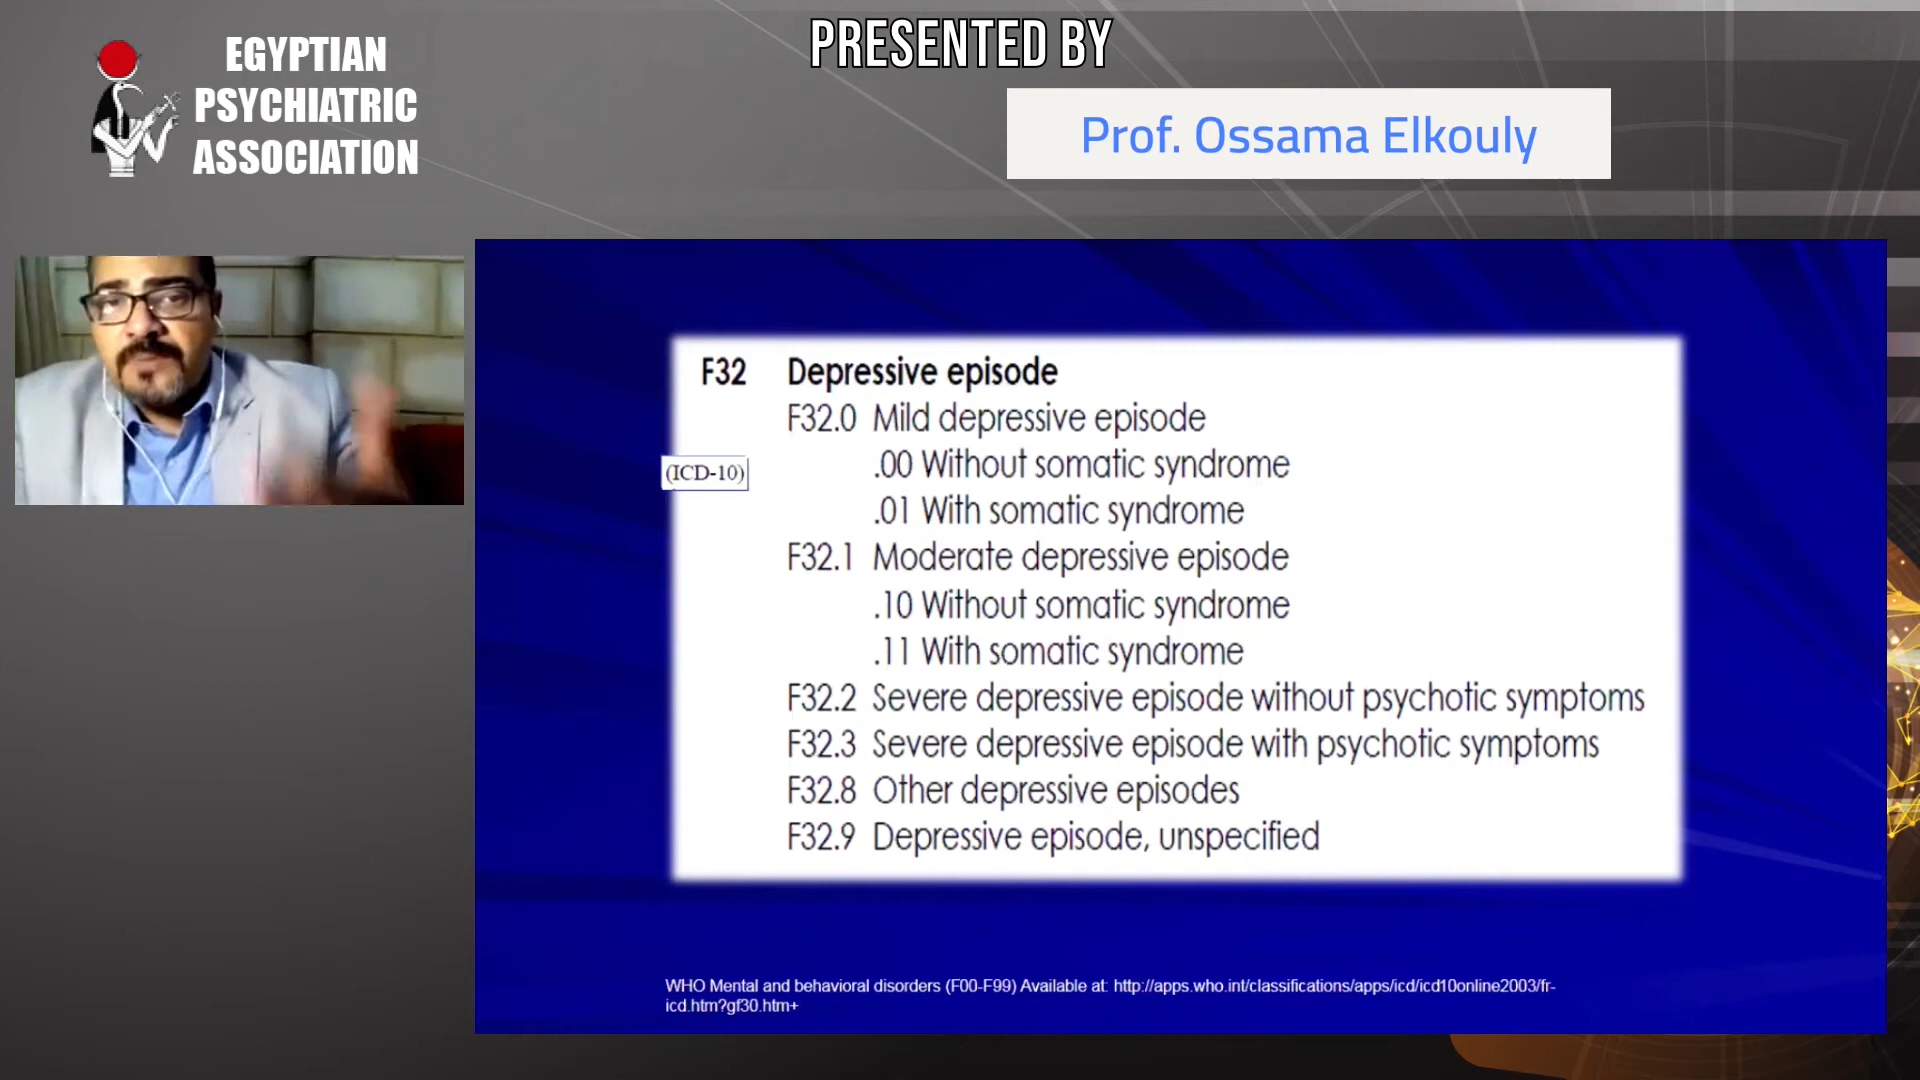 EGYPTIAN
PSYCHIATRIC
ASSOCIATION
PRESENTED BY
Prof. Ossama Elkouly
F32 Depressive episode
F32.0 Mild depressive episode
.00 Without somatic syndrome
(ICD-10)
.01 With somatic syndrome
F32.1 Moderate depressive episode
.10 Without somatic syndrome
.11 With somatic syndrome
F32.2 Severe depressive episode without psychotic symptoms
F32.3 Severe depressive episode with psychotic symptoms
F32.8 Other depressive episodes
F32.9 Depressive episode, unspecified
WHO Mental and behavioral disorders (F00-F99) Available at: http://apps.who.int/classifications/apps/icd/icd10online2003/fr-
icd.htm?gf30.htm+